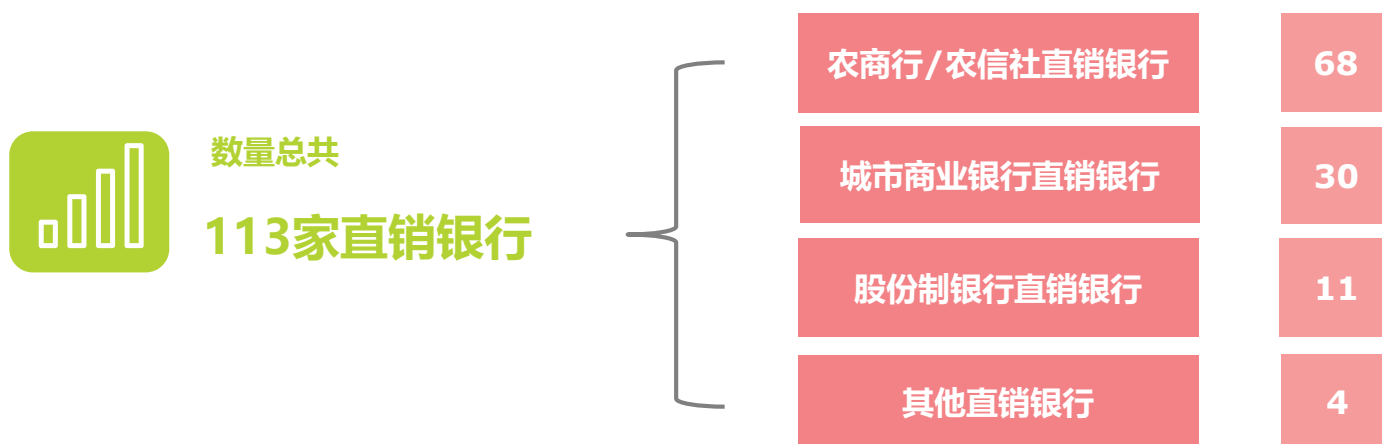 数量总共
113家直销银行
农商行/农信社直销银行 68
城市商业银行直销银行 30
股份制银行直销银行 11
其他直销银行 4